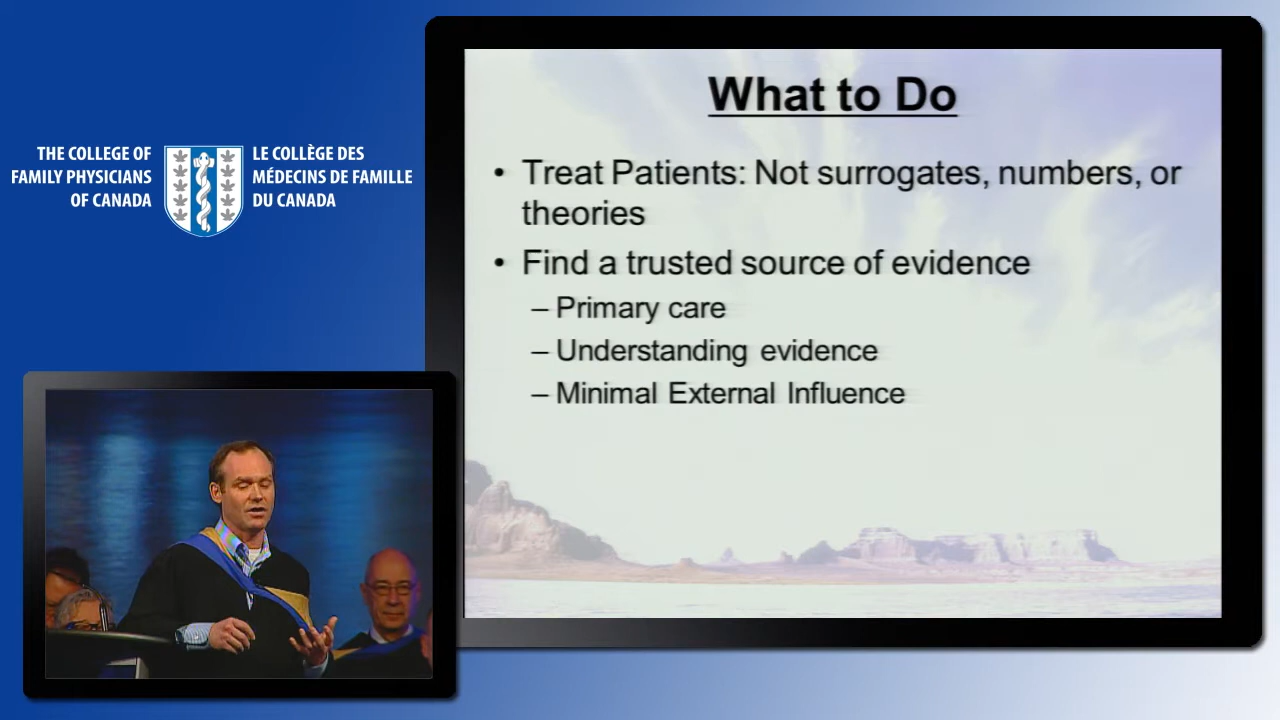 THE COLLEGE OF
FAMILY PHYSICIANS
OF CANADA
LE COLLÈGE DES
MÉDECINS DE FAMILLE
DU CANADA
What to Do
• Treat Patients: Not surrogates, numbers, or
theories
• Find a trusted source of evidence
– Primary care
– Understanding evidence
– Minimal External Influence